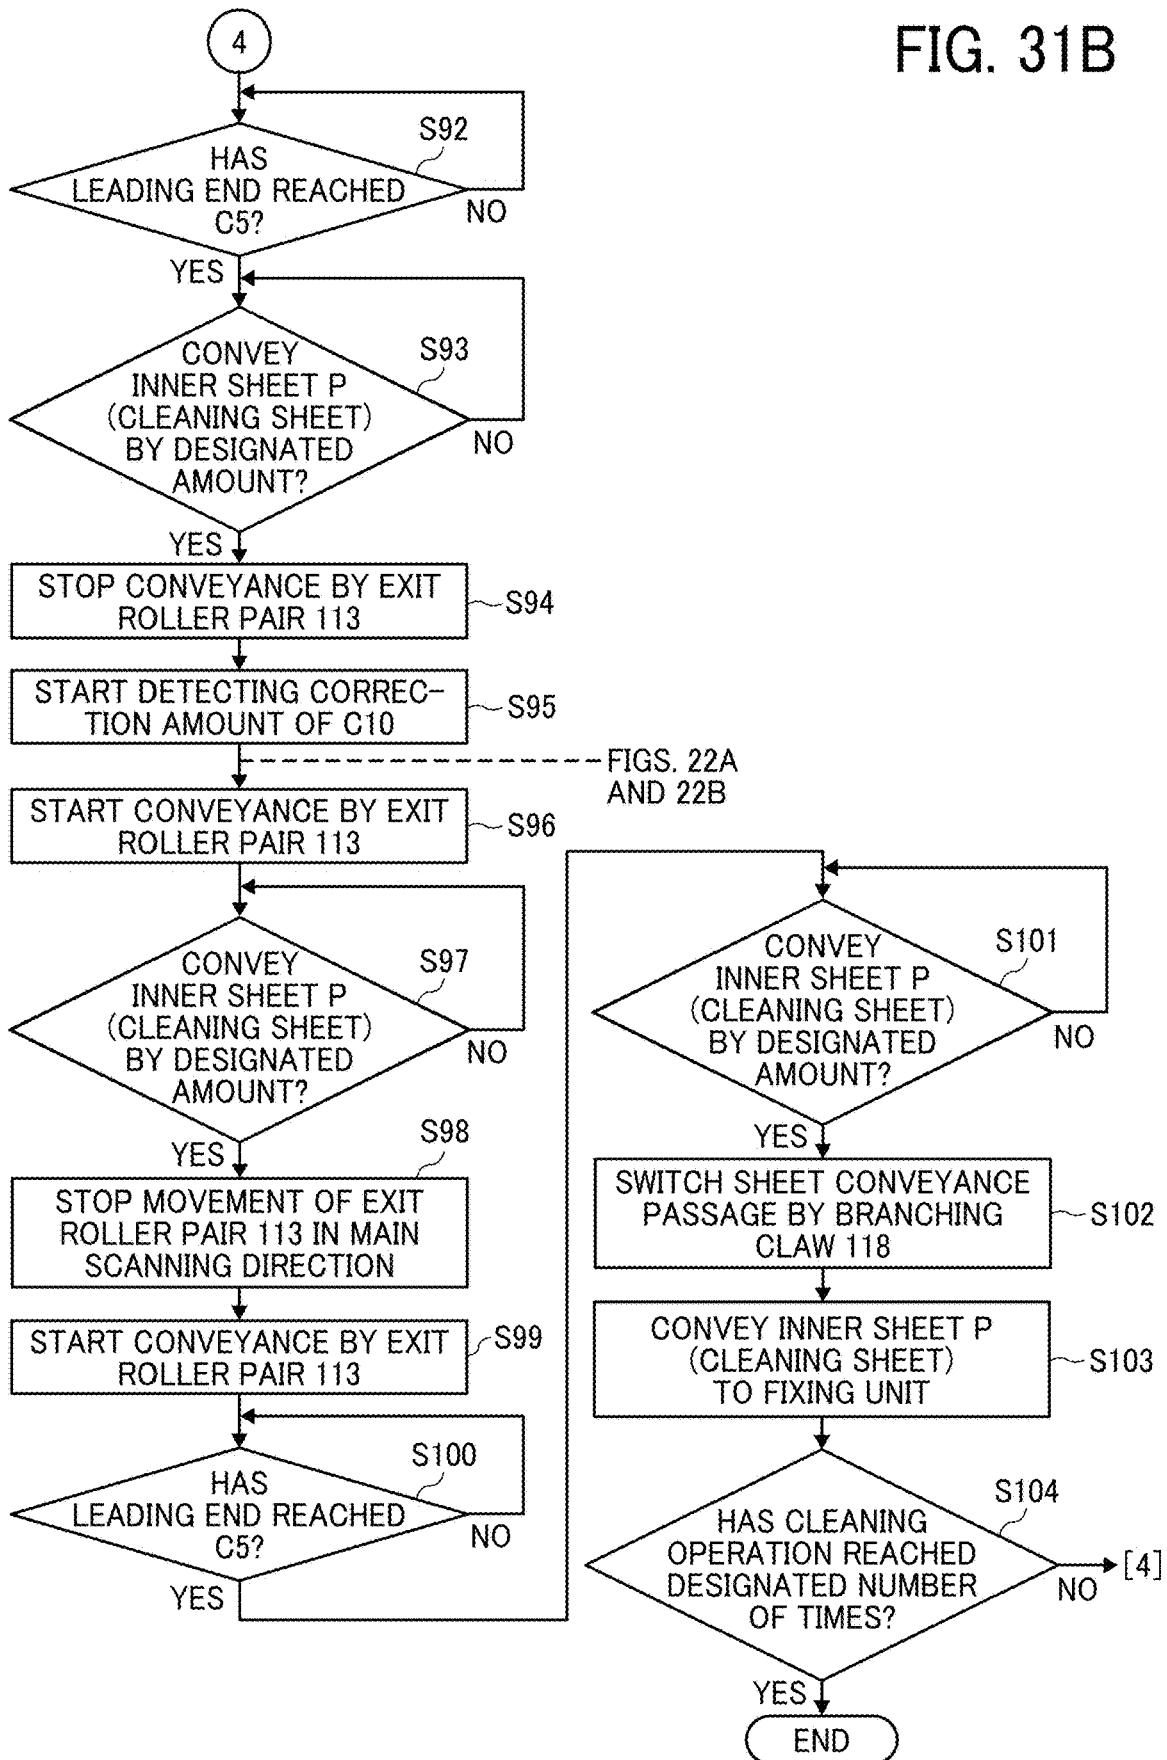 FIG. 31B
4
HAS
LEADING END REACHED
C5?
S92
NO
YES
CONVEY
INNER SHEET P
(CLEANING SHEET)
BY DESIGNATED
AMOUNT?
S93
NO
YES
STOP CONVEYANCE BY EXIT
ROLLER PAIR 113
S94
START DETECTING CORREC-
TION AMOUNT OF C10
S95
FIGS. 22A
AND 22B
START CONVEYANCE BY EXIT
ROLLER PAIR 113
S96
CONVEY
INNER SHEET P
(CLEANING SHEET)
BY DESIGNATED
AMOUNT?
S97
NO
YES
S98
STOP MOVEMENT OF EXIT
ROLLER PAIR 113 IN MAIN
SCANNING DIRECTION
START CONVEYANCE BY EXIT
ROLLER PAIR 113
S99
HAS
LEADING END REACHED
C5?
S100
NO
YES
CONVEY
INNER SHEET P
(CLEANING SHEET)
BY DESIGNATED
AMOUNT?
S101
NO
YES
SWITCH SHEET CONVEYANCE
PASSAGE BY BRANCHING
CLAW 118
S102
CONVEY INNER SHEET P
(CLEANING SHEET)
TO FIXING UNIT
S103
HAS CLEANING
OPERATION REACHED
DESIGNATED NUMBER
OF TIMES?
S104
NO
[4]
YES
END